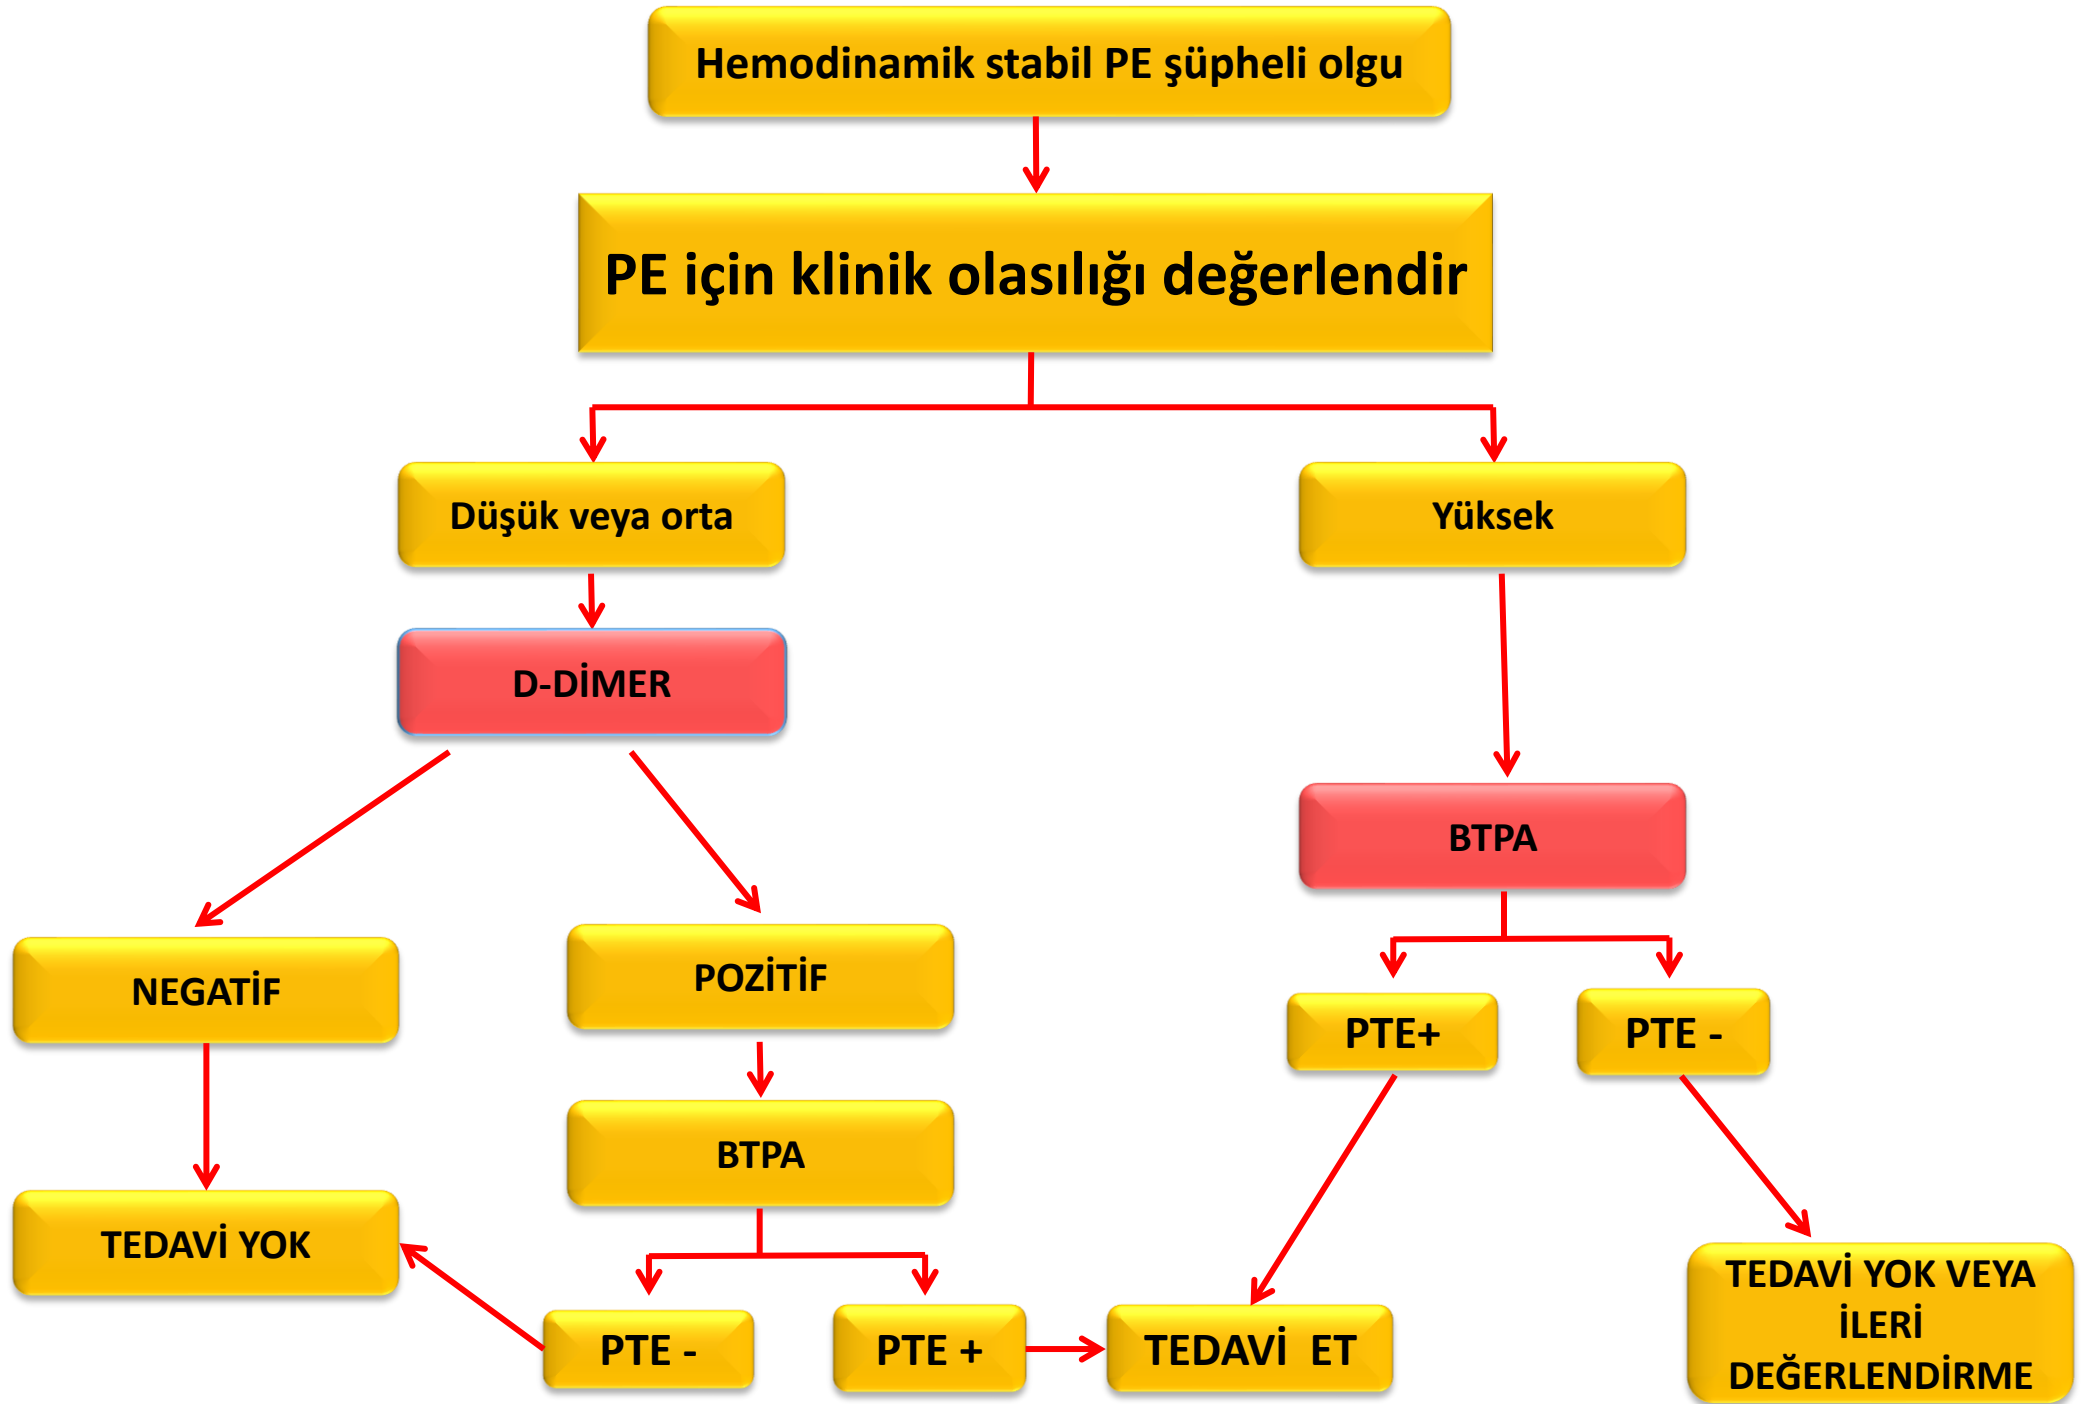 Hemodinamik stabil PE şüpheli olgu
PE için klinik olasılığı değerlendir
Düşük veya orta
Yüksek
D-DİMER
BTPA
NEGATİF
POZİTİF
PTE+
PTE -
BTPA
TEDAVİ YOK
PTE -
PTE +
TEDAVİ ET
TEDAVİ YOK VEYA
İLERİ
DEĞERLENDİRME